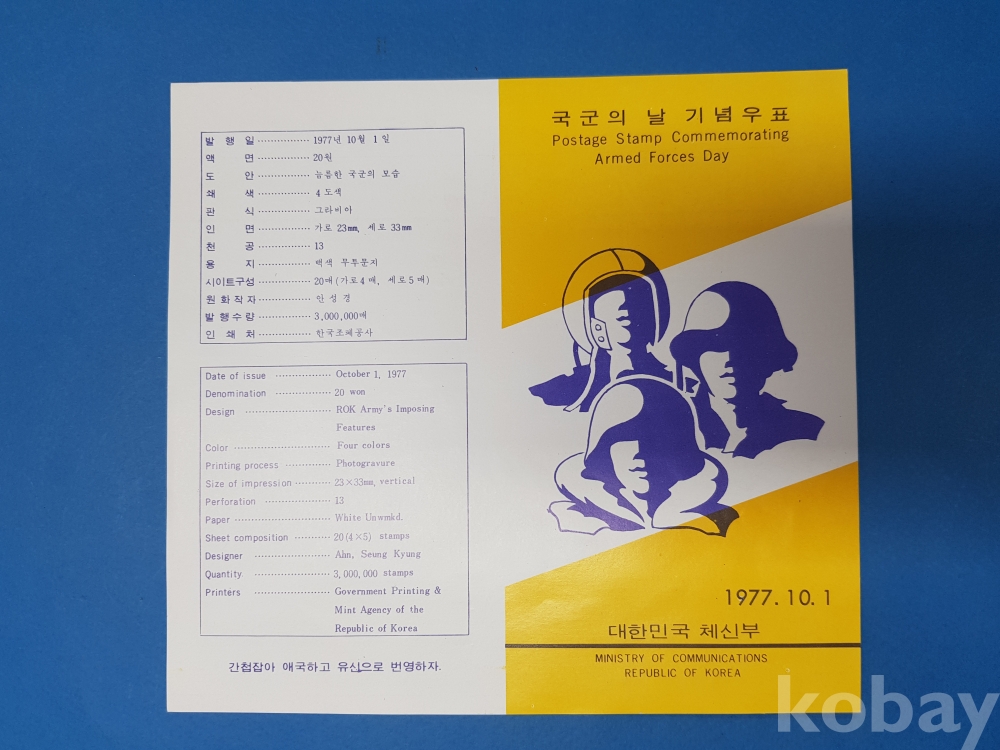 발 행 일 ················ 1977년 10월 1일
액 면 ················ 20원
도 안 ················ 늠름한 국군의 모습
쇄 색 ················ 4도색
판 식 ················ 그라비아
인 면 ················ 가로 23mm, 세로 33mm
천 공 ················ 13
용 지 ················ 백색 무투문지
시이트구성 ················ 20매(가로4매, 세로5매)
원 화 작 자 ················ 안 성 경
발 행 수 량 ················ 3,000,000매
인 쇄 처 ················ 한국조폐공사
Date of issue ················ October 1, 1977
Denomination ················ 20 won
Design ················ ROK Army's Imposing
Features
Color ················ Four colors
Printing process ················ Photogravure
Size of impression ················ 23×33mm, vertical
Perforation ················ 13
Paper ················ White Unwmkd.
Sheet composition ················ 20(4×5) stamps
Designer ················ Ahn, Seung Kyung
Quantity ················ 3,000,000 stamps
Printers ················ Government Printing &
Mint Agency of the
Republic of Korea
간첩잡아 애국하고 유신으로 번영하자.
국군의 날 기념우표
Postage Stamp Commemorating
Armed Forces Day
1977.10.1
대한민국 체신부
MINISTRY OF COMMUNICATIONS
REPUBLIC OF KOREA
kobay